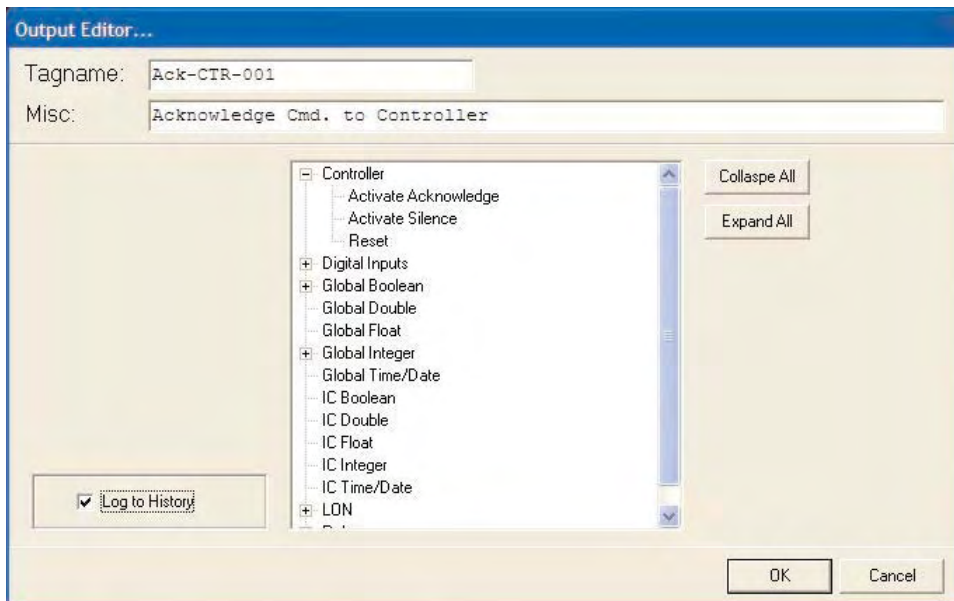 Output Editor...
Tagname: Ack-CTR-001
Misc: Acknowledge Cmd. to Controller
Controller
Activate Acknowledge
Activate Silence
Reset
Digital Inputs
Global Boolean
Global Double
Global Float
Global Integer
Global Time/Date
IC Boolean
IC Double
IC Float
IC Integer
IC Time/Date
LON
Collaspe All
Expand All
Log to History
OK
Cancel